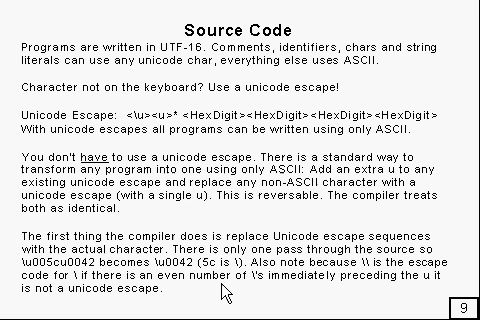 Source Code
Programs are written in UTF-16. Comments, identifiers, chars and string
literals can use any unicode char, everything else uses ASCII.
Character not on the keyboard? Use a unicode escape!
Unicode Escape: <\u><u>* <HexDigit><HexDigit><HexDigit><HexDigit>
With unicode escapes all programs can be written using only ASCII.
You don't have to use a unicode escape. There is a standard way to
transform any program into one using only ASCII: Add an extra u to any
existing unicode escape and replace any non-ASCII character with a
unicode escape (with a single u). This is reversable. The compiler treats
both as identical.
The first thing the compiler does is replace Unicode escape sequences
with the actual character. There is only one pass through the source so
\u005cu0042 becomes \u0042 (5c is \). Also note because \\ is the escape
code for \ if there is an even number of \'s immediately preceding the u it
is not a unicode escape.
9